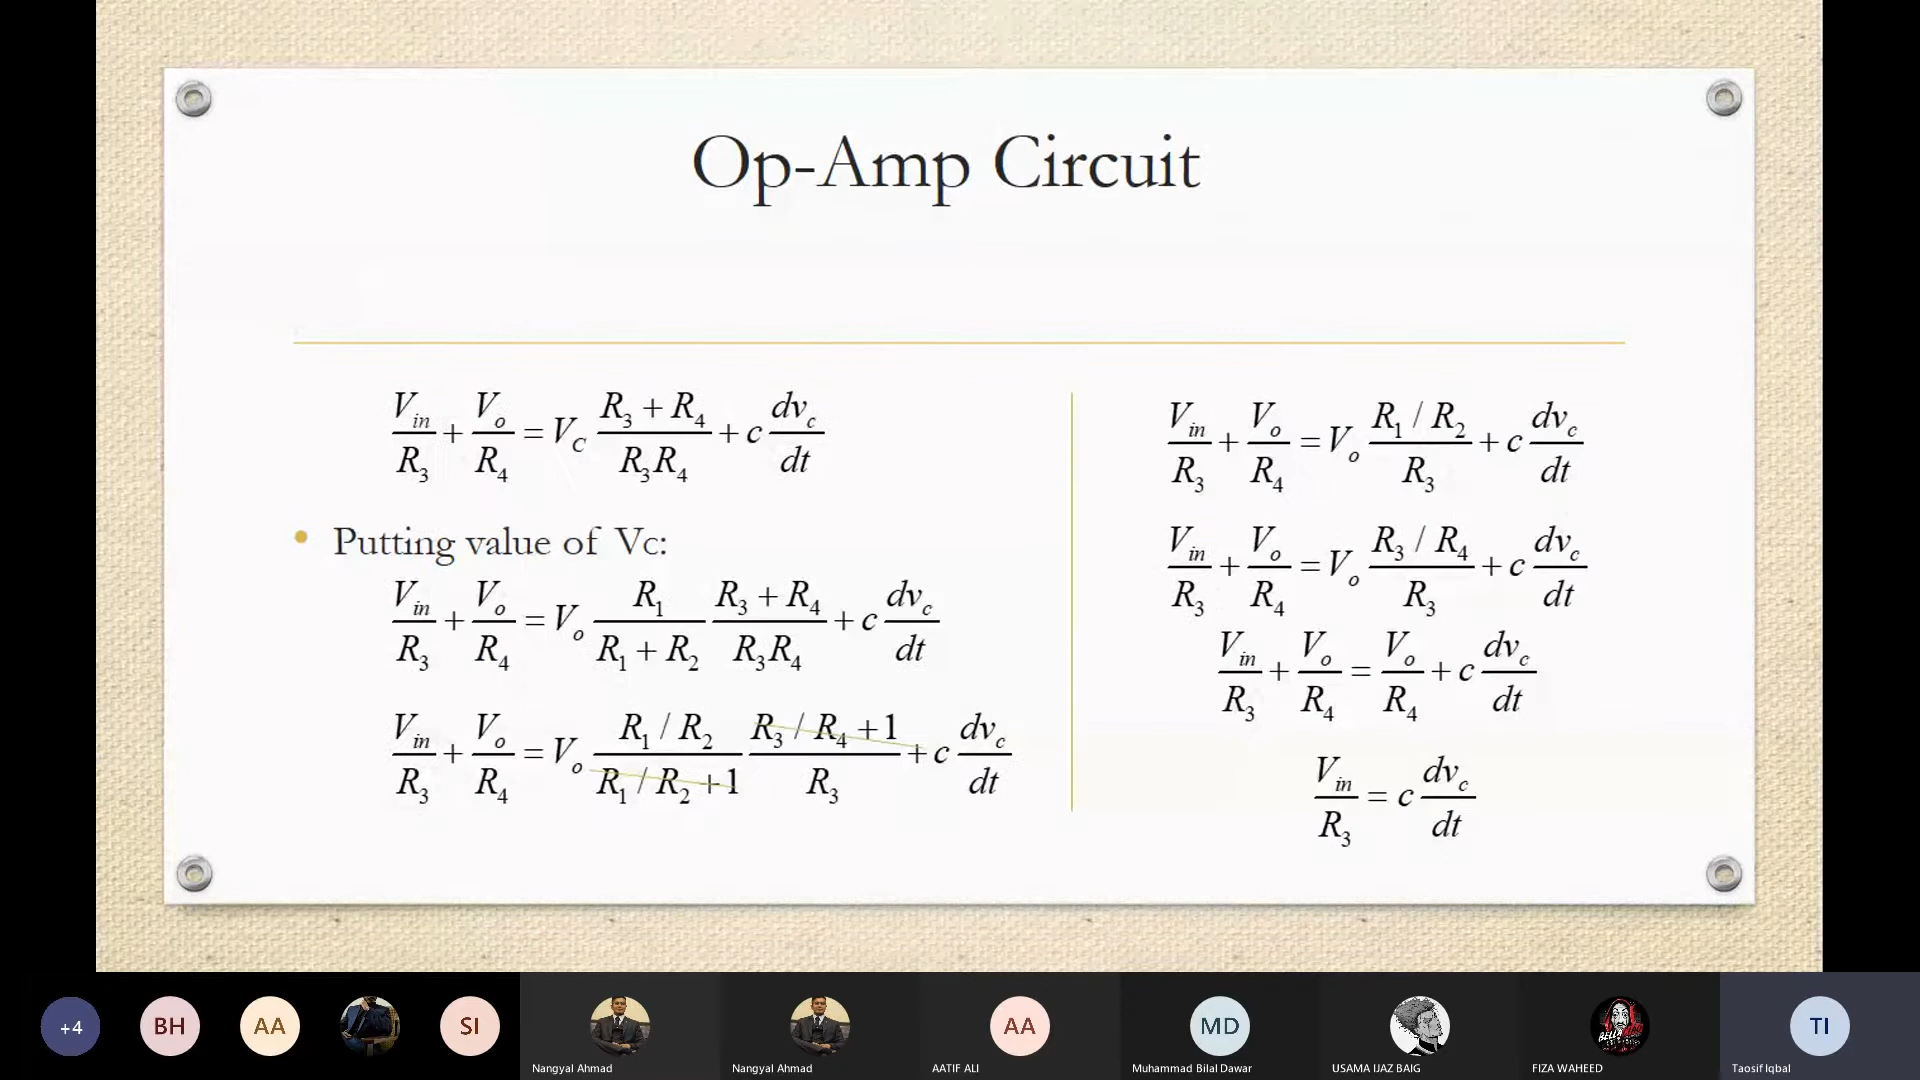 Op-Amp Circuit
V_in/R_3 + V_o/R_4 = V_C (R_3 + R_4)/(R_3R_4) + c dv_c/dt
• Putting value of Vc:
V_in/R_3 + V_o/R_4 = V_o R_1/(R_1 + R_2) (R_3 + R_4)/(R_3R_4) + c dv_c/dt
V_in/R_3 + V_o/R_4 = V_o (R_1 / R_2)/(R_1 / R_2 + 1) (R_3 / R_4 + 1)/R_3 + c dv_c/dt
V_in/R_3 + V_o/R_4 = V_o (R_1 / R_2)/R_3 + c dv_c/dt
V_in/R_3 + V_o/R_4 = V_o (R_3 / R_4)/R_3 + c dv_c/dt
V_in/R_3 + V_o/R_4 = V_o/R_4 + c dv_c/dt
V_in/R_3 = c dv_c/dt
+4
BH
AA
SI
AA
MD
TI
Nangyal Ahmad
Nangyal Ahmad
AATIF ALI
Muhammad Bilal Dawar
USAMA IJAZ BAIG
FIZA WAHEED
Taosif Iqbal